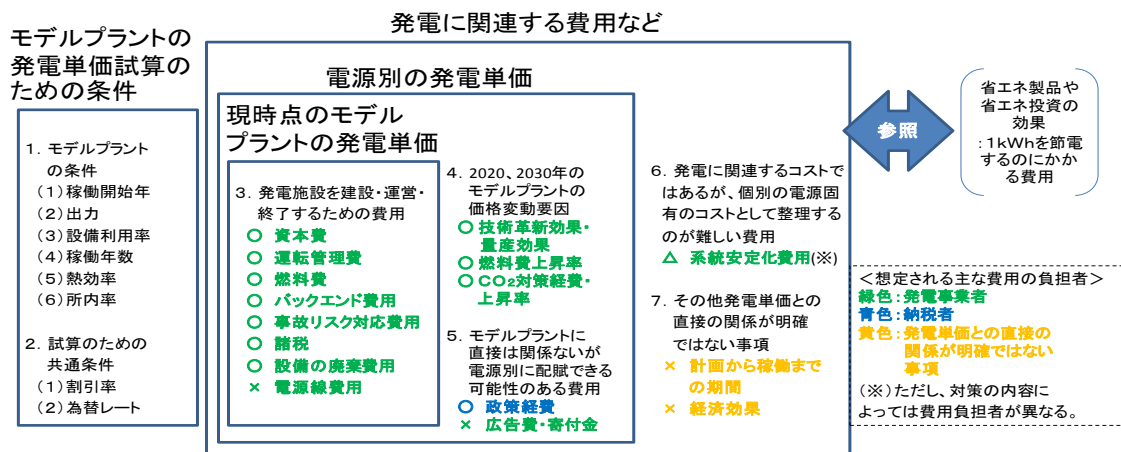 発電に関連する費用など
モデルプラントの
発電単価試算の
ための条件
1．モデルプラント
の条件
(1)稼働開始年
(2)出力
(3)設備利用率
(4)稼働年数
(5)熱効率
(6)所内率
2．試算のための
共通条件
(1)割引率
(2)為替レート
電源別の発電単価
現時点のモデル
プラントの発電単価
3．発電施設を建設・運営・
終了するための費用
○ 資本費
○ 運転管理費
○ 燃料費
○ バックエンド費用
○ 事故リスク対応費用
○ 諸税
○ 設備の廃棄費用
× 電源線費用
4．2020、2030年の
モデルプラントの
価格変動要因
○技術革新効果・
量産効果
○燃料費上昇率
○CO2対策経費・
上昇率
5．モデルプラントに
直接は関係ないが
電源別に配賦できる
可能性のある費用
○ 政策経費
× 広告費・寄付金
6．発電に関連するコストで
はあるが、個別の電源固
有のコストとして整理する
のが難しい費用
△ 系統安定化費用(※)
7．その他発電単価との
直接の関係が明確
ではない事項
× 計画から稼働まで
の期間
× 経済効果
参照
省エネ製品や
省エネ投資の
効果
：1kWhを節電
するのにかか
る費用
＜想定される主な費用の負担者＞
緑色：発電事業者
青色：納税者
黄色：発電単価との直接の
関係が明確ではない
事項
(※)ただし、対策の内容に
よっては費用負担者が異なる。